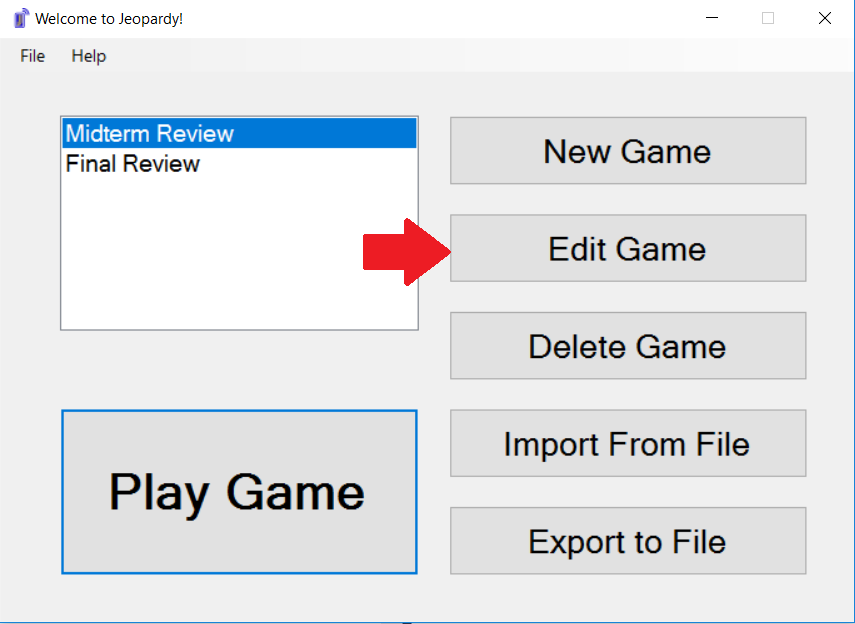 Welcome to Jeopardy!
File Help
Midterm Review
Final Review
New Game
Edit Game
Delete Game
Import From File
Export to File
Play Game